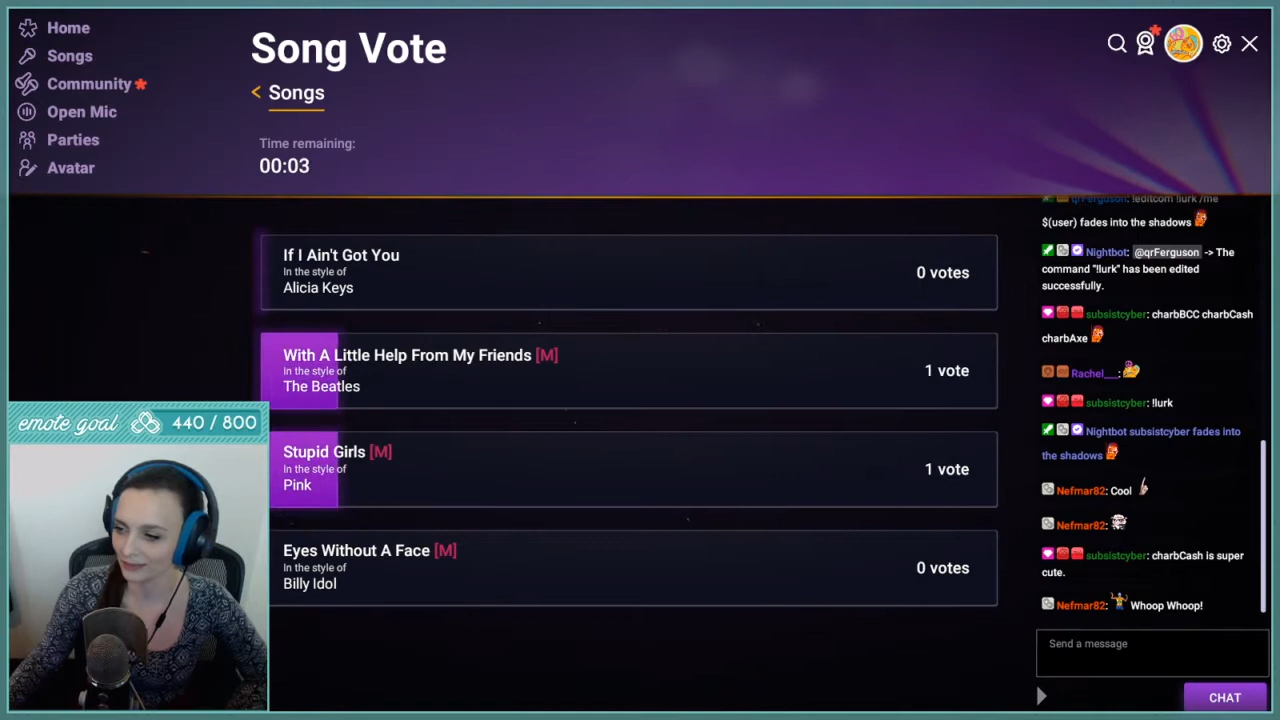 Home
Songs
Community
Open Mic
Parties
Avatar
Song Vote
< Songs
Time remaining:
00:03
If I Ain't Got You
In the style of
Alicia Keys
0 votes
With A Little Help From My Friends [M]
In the style of
The Beatles
1 vote
Stupid Girls [M]
In the style of
Pink
1 vote
Eyes Without A Face [M]
In the style of
Billy Idol
0 votes
emote goal 440 / 800
qrFerguson: !editcom !lurk /me
$(user) fades into the shadows
Nightbot: @qrFerguson -> The
command "!lurk" has been edited
successfully.
subsistcyber: charbBCC charbCash
charbAxe
Rachel___:
subsistcyber: !lurk
Nightbot subsistcyber fades into
the shadows
Nefmar82: Cool
Nefmar82:
subsistcyber: charbCash is super
cute.
Nefmar82: Whoop Whoop!
Send a message
CHAT